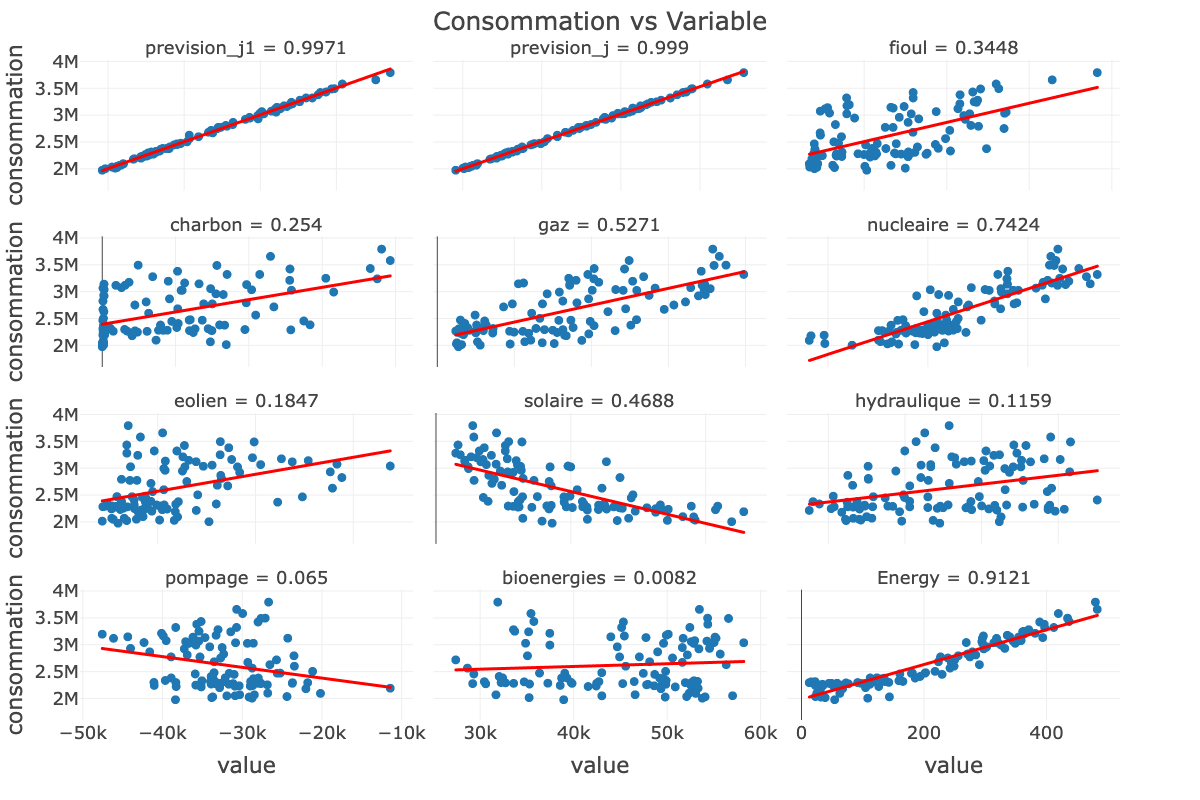 Consommation vs Variable
prevision_j1 = 0.9971
prevision_j = 0.999
fioul = 0.3448
consommation
4M
3.5M
3M
2.5M
2M
charbon = 0.254
gaz = 0.5271
nucleaire = 0.7424
consommation
4M
3.5M
3M
2.5M
2M
eolien = 0.1847
solaire = 0.4688
hydraulique = 0.1159
consommation
4M
3.5M
3M
2.5M
2M
pompage = 0.065
bioenergies = 0.0082
Energy = 0.9121
consommation
4M
3.5M
3M
2.5M
2M
−50k −40k −30k −20k −10k
30k 40k 50k 60k
0 200 400
value
value
value